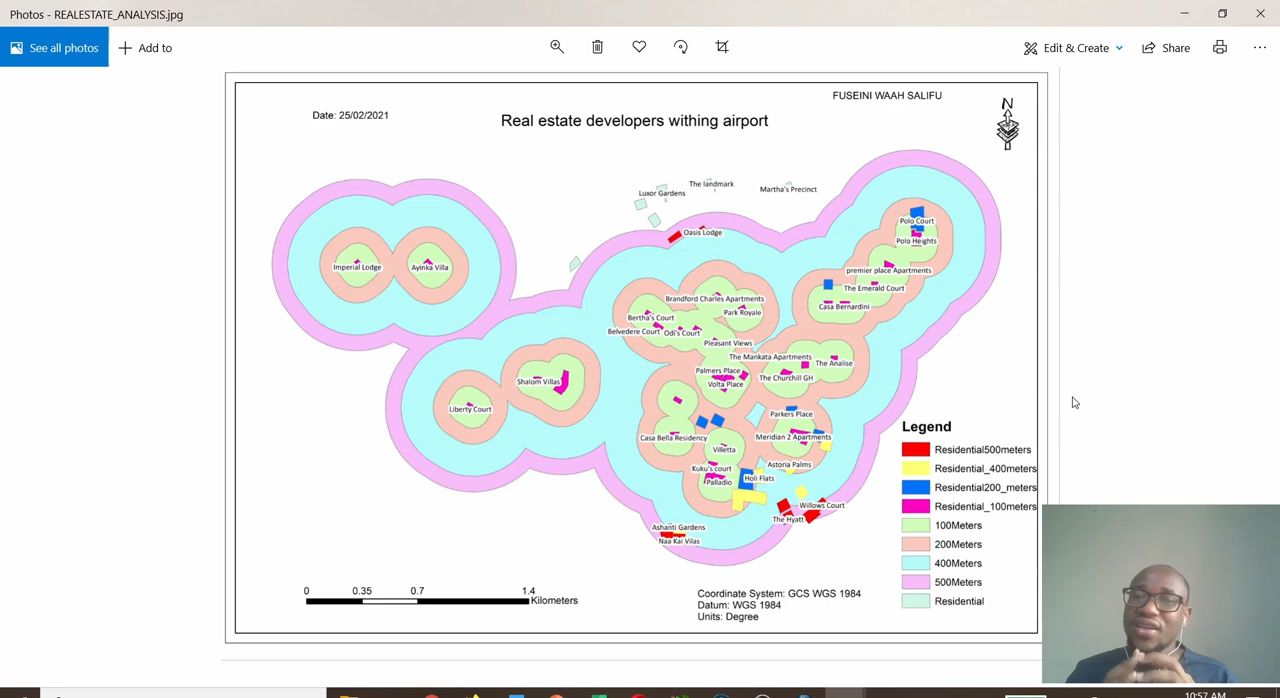 Photos - REALESTATE_ANALYSIS.jpg
See all photos
Add to
Edit & Create
Share
FUSEINI WAAH SALIFU
Date: 25/02/2021
Real estate developers withing airport
N
Luxor Gardens
The landmark
Martha's Precinct
Oasis Lodge
Polo Court
Polo Heights
Imperial Lodge
Ayinka Villa
premier place Apartments
The Emerald Court
Brandford Charles Apartments
Casa Bernardini
Park Royale
Bertha's Court
Belvedere Court
Odi's Court
Pleasant Views
The Mankata Apartments
The Analise
Palmers Place
The Churchill GH
Shalom Villas
Volta Place
Liberty Court
Parkers Place
Casa Bella Residency
Meridian 2 Apartments
Villetta
Astoria Palms
Kuku's court
Palladio
Holi Flats
Willows Court
The Hyatt
Ashanti Gardens
Naa Kai Vilas
Legend
Residential500meters
Residential_400meters
Residential200_meters
Residential_100meters
100Meters
200Meters
400Meters
500Meters
Residential
0 0.35 0.7 1.4
Kilometers
Coordinate System: GCS WGS 1984
Datum: WGS 1984
Units: Degree
10:57 AM